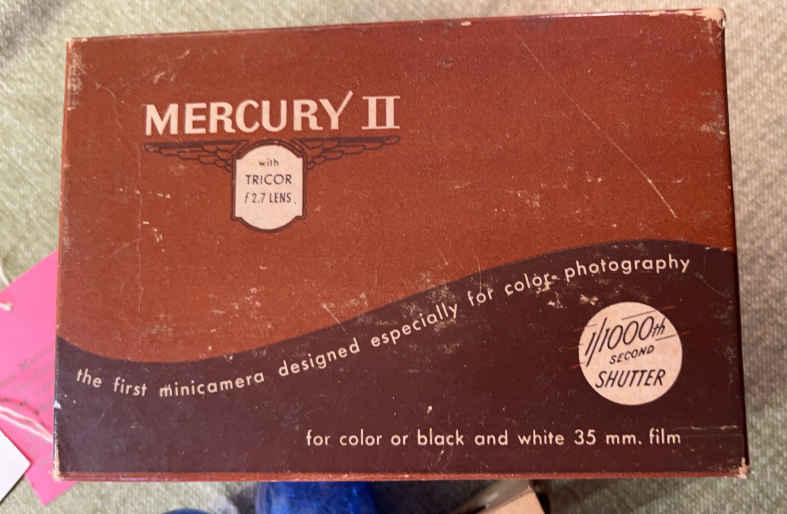 MERCURY II
with
TRICOR
f 2.7 LENS
the first minicamera designed especially for color photography
1/1000th
SECOND
SHUTTER
for color or black and white 35 mm. film